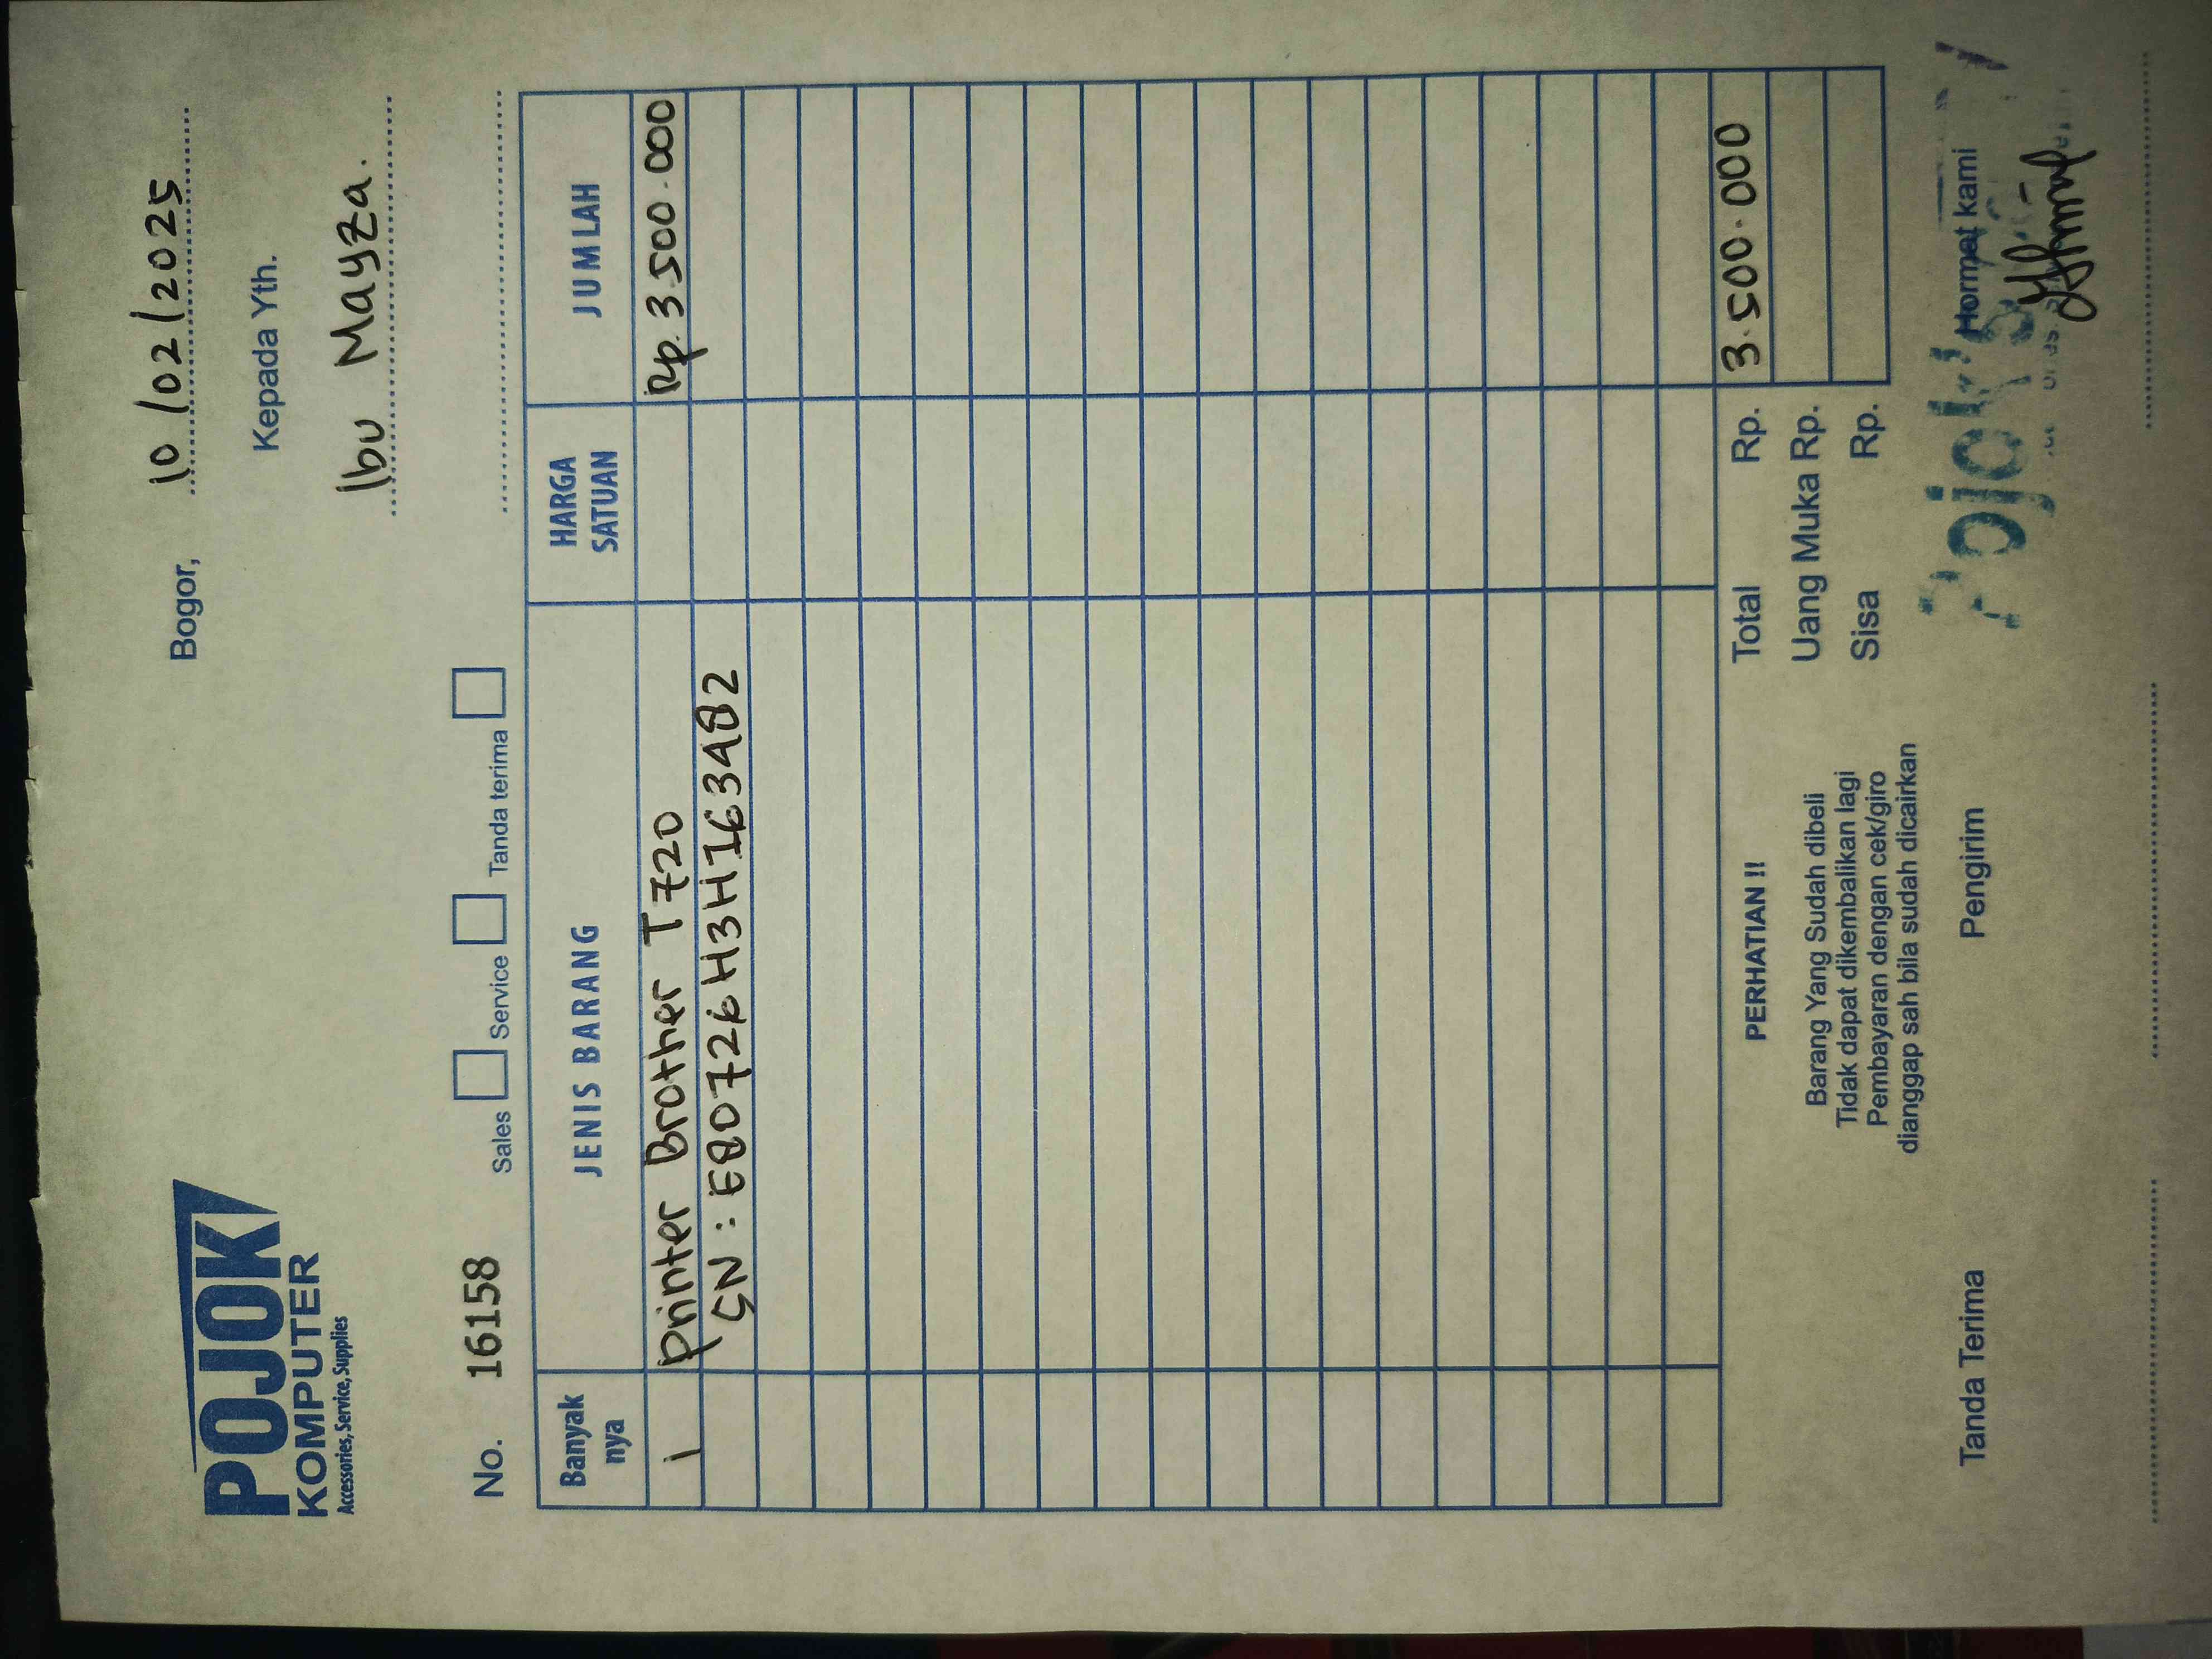 POJOK
KOMPUTER
Accessories, Service, Supplies
Bogor, 10/02/2025
Kepada Yth.
Ibu Mayza.
No. 16158
Sales Service Tanda terima
Banyak nya JENIS BARANG HARGA SATUAN JUMLAH
1 Printer Brother T720 Rp. 3.500.000
SN : E80726H3H163482
Total Rp. 3.500.000
Uang Muka Rp.
Sisa Rp.
PERHATIAN !!
Barang Yang Sudah dibeli
Tidak dapat dikembalikan lagi
Pembayaran dengan cek/giro
dianggap sah bila sudah dicairkan
Tanda Terima Pengirim Hormat kami